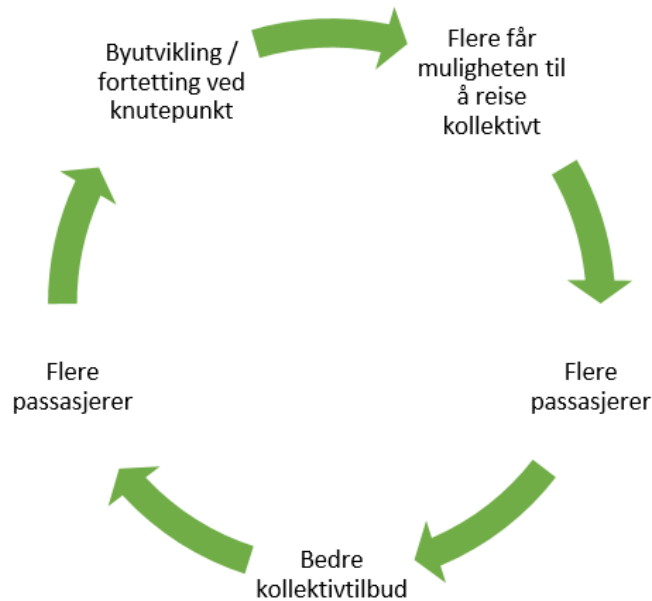 Byutvikling /
fortetting ved
knutepunkt
Flere får
muligheten til
å reise
kollektivt
Flere
passasjerer
Bedre
kollektivtilbud
Flere
passasjerer